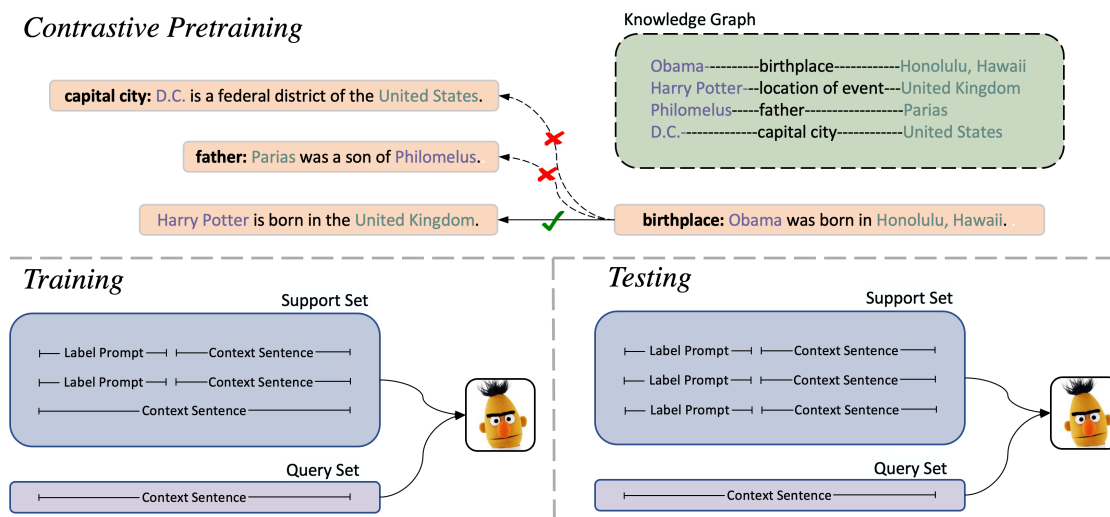 Contrastive Pretraining
Knowledge Graph
Obama----------birthplace------------Honolulu, Hawaii
Harry Potter---location of event---United Kingdom
Philomelus-----father------------------Parias
D.C.-------------capital city------------United States
capital city: D.C. is a federal district of the United States.
father: Parias was a son of Philomelus.
Harry Potter is born in the United Kingdom.
birthplace: Obama was born in Honolulu, Hawaii.
Training
Support Set
Label Prompt Context Sentence
Label Prompt Context Sentence
Context Sentence
Query Set
Context Sentence
Testing
Support Set
Label Prompt Context Sentence
Label Prompt Context Sentence
Label Prompt Context Sentence
Query Set
Context Sentence